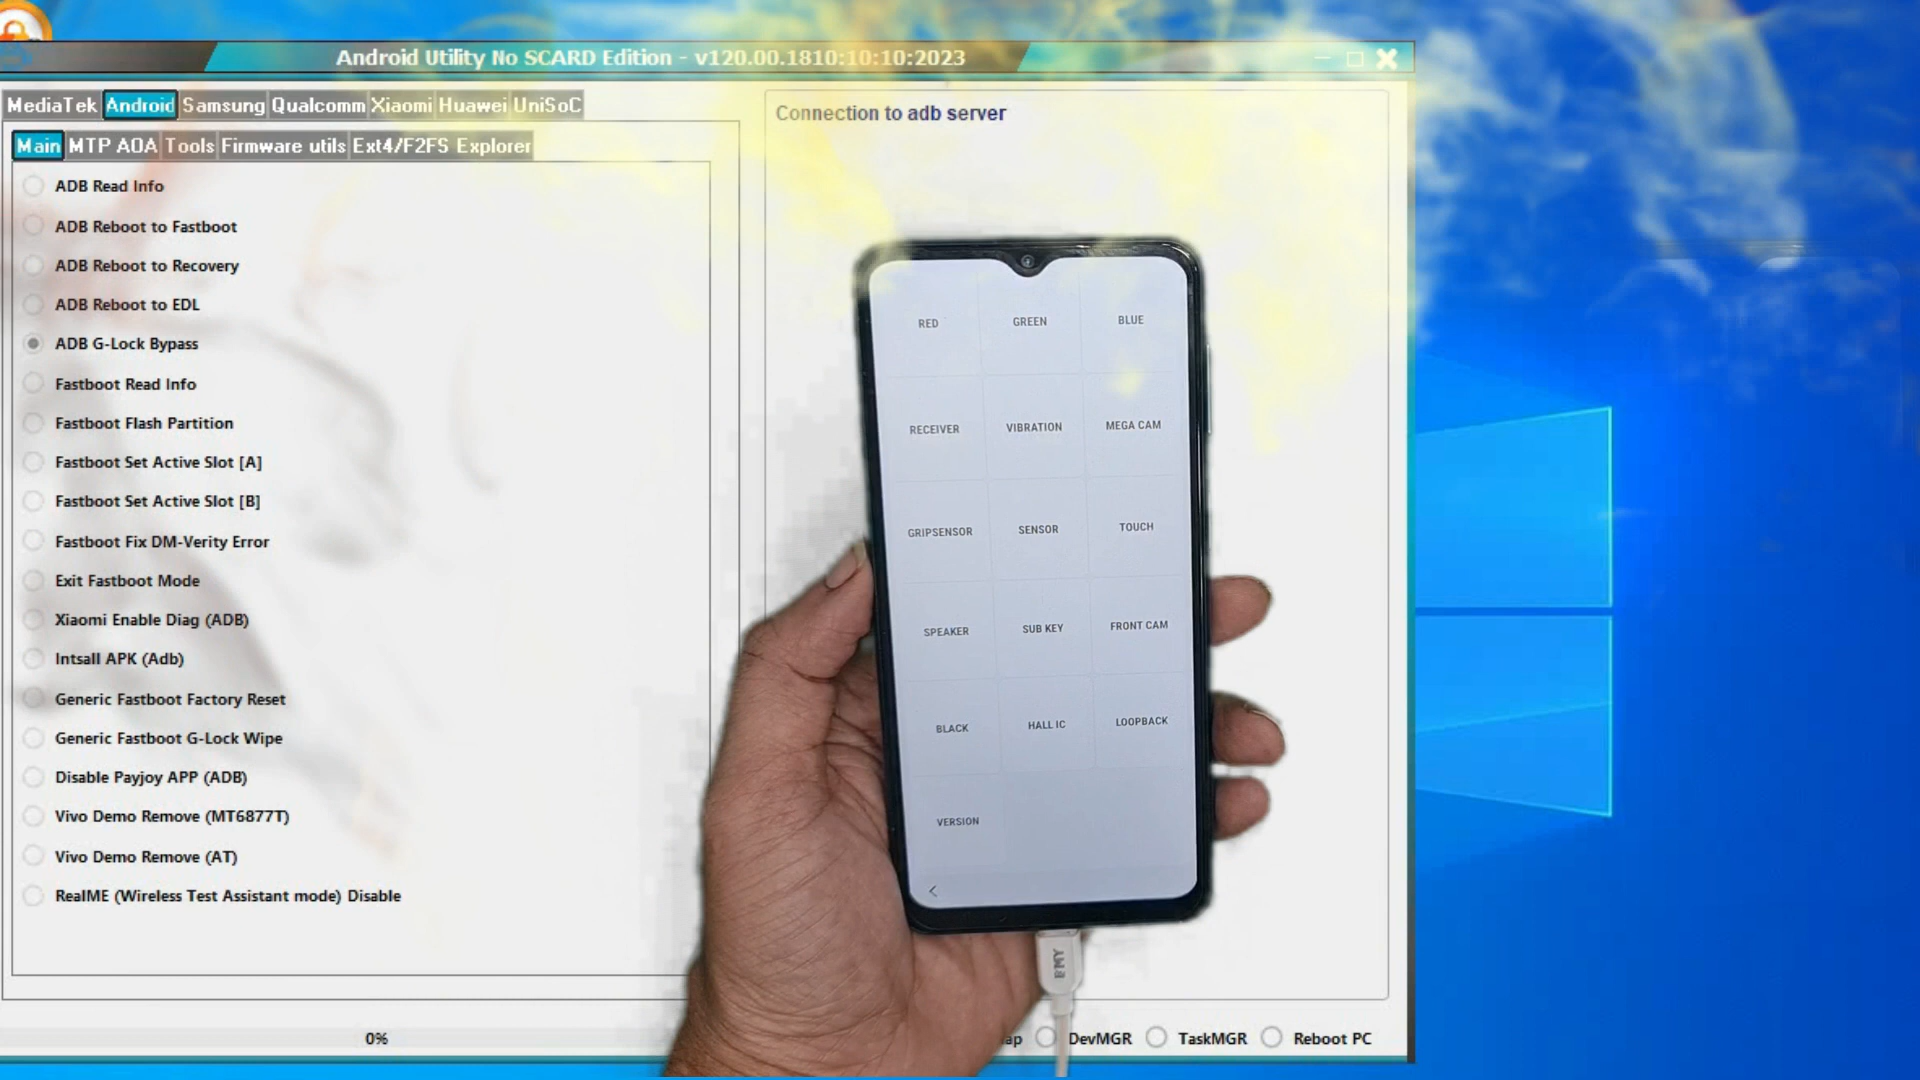 Android Utility No SCARD Edition - v120.00.1810:10:10:2023
MediaTek Android Samsung Qualcomm Xiaomi Huawei UniSoC
Main MTP AOA Tools Firmware utils Ext4/F2FS Explorer
ADB Read Info
ADB Reboot to Fastboot
ADB Reboot to Recovery
ADB Reboot to EDL
ADB G-Lock Bypass
Fastboot Read Info
Fastboot Flash Partition
Fastboot Set Active Slot [A]
Fastboot Set Active Slot [B]
Fastboot Fix DM-Verity Error
Exit Fastboot Mode
Xiaomi Enable Diag (ADB)
Intsall APK (Adb)
Generic Fastboot Factory Reset
Generic Fastboot G-Lock Wipe
Disable Payjoy APP (ADB)
Vivo Demo Remove (MT6877T)
Vivo Demo Remove (AT)
RealME (Wireless Test Assistant mode) Disable
Connection to adb server
RED GREEN BLUE
RECEIVER VIBRATION MEGA CAM
GRIPSENSOR SENSOR TOUCH
SPEAKER SUB KEY FRONT CAM
BLACK HALL IC LOOPBACK
VERSION
BMY
0%
DevMGR TaskMGR Reboot PC